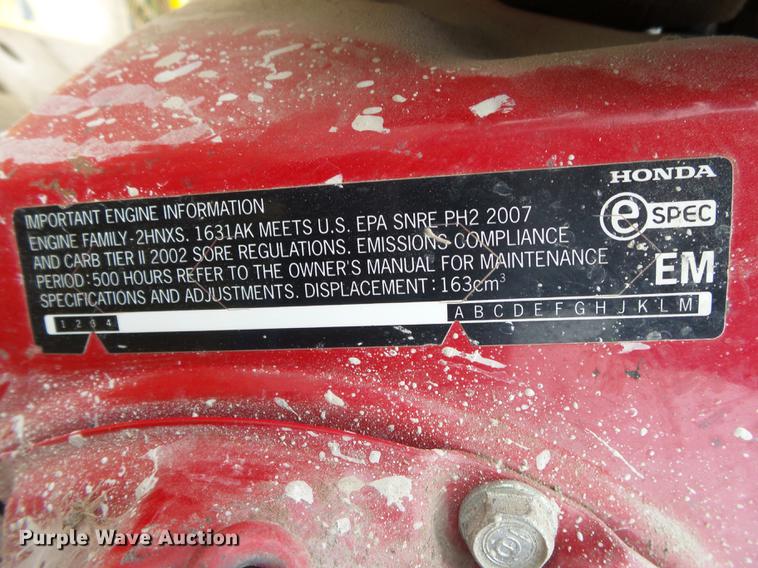 HONDA
e SPEC
EM
IMPORTANT ENGINE INFORMATION
ENGINE FAMILY-2HNXS. 1631AK MEETS U.S. EPA SNRE PH2 2007
AND CARB TIER II 2002 SORE REGULATIONS. EMISSIONS COMPLIANCE
PERIOD:500 HOURS REFER TO THE OWNER'S MANUAL FOR MAINTENANCE
SPECIFICATIONS AND ADJUSTMENTS. DISPLACEMENT:163cm³
1 2 3 4 A B C D E F G H J K L M
Purple Wave Auction